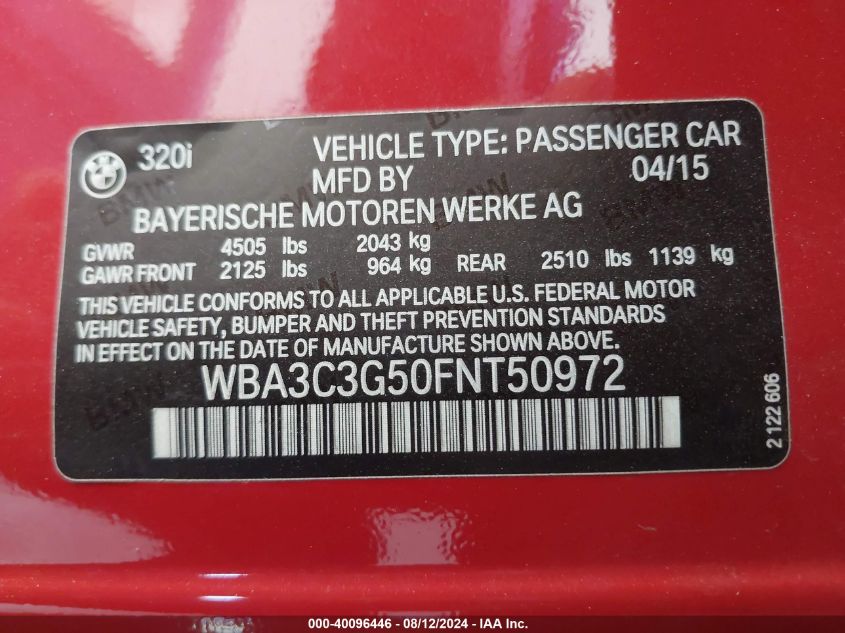 BMW 320i VEHICLE TYPE: PASSENGER CAR
MFD BY 04/15
BAYERISCHE MOTOREN WERKE AG
GVWR 4505 lbs 2043 kg
GAWR FRONT 2125 lbs 964 kg REAR 2510 lbs 1139 kg
THIS VEHICLE CONFORMS TO ALL APPLICABLE U.S. FEDERAL MOTOR
VEHICLE SAFETY, BUMPER AND THEFT PREVENTION STANDARDS
IN EFFECT ON THE DATE OF MANUFACTURE SHOWN ABOVE.
WBA3C3G50FNT50972
2 122 606
000-40096446 - 08/12/2024 - IAA Inc.